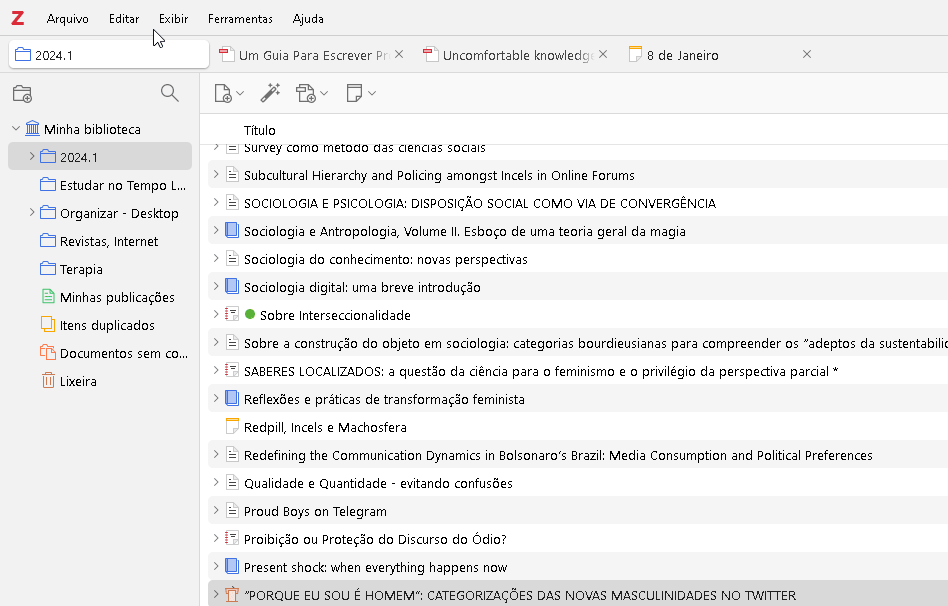 Z Arquivo Editar Exibir Ferramentas Ajuda
2024.1 Um Guia Para Escrever Pr Uncomfortable knowledge 8 de Janeiro
Título
Minha biblioteca
2024.1
Estudar no Tempo L...
Organizar - Desktop
Revistas, Internet
Terapia
Minhas publicações
Itens duplicados
Documentos sem co...
Lixeira
Survey como método das ciências sociais
Subcultural Hierarchy and Policing amongst Incels in Online Forums
SOCIOLOGIA E PSICOLOGIA: DISPOSIÇÃO SOCIAL COMO VIA DE CONVERGÊNCIA
Sociologia e Antropologia, Volume II. Esboço de uma teoria geral da magia
Sociologia do conhecimento: novas perspectivas
Sociologia digital: uma breve introdução
Sobre Interseccionalidade
Sobre a construção do objeto em sociologia: categorias bourdieusianas para compreender os "adeptos da sustentabili
SABERES LOCALIZADOS: a questão da ciência para o feminismo e o privilégio da perspectiva parcial *
Reflexões e práticas de transformação feminista
Redpill, Incels e Machosfera
Redefining the Communication Dynamics in Bolsonaro's Brazil: Media Consumption and Political Preferences
Qualidade e Quantidade - evitando confusões
Proud Boys on Telegram
Proibição ou Proteção do Discurso do Ódio?
Present shock: when everything happens now
"PORQUE EU SOU É HOMEM": CATEGORIZAÇÕES DAS NOVAS MASCULINIDADES NO TWITTER